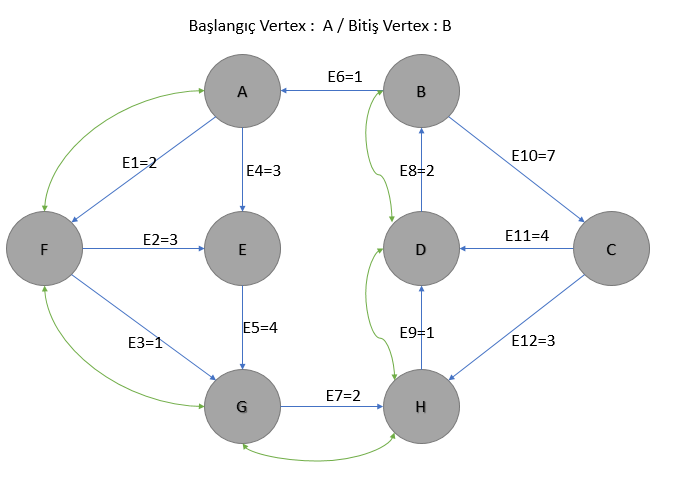 Başlangıç Vertex : A / Bitiş Vertex : B
E6=1
A
B
E1=2
E4=3
E8=2
E10=7
E2=3
E11=4
F
E
D
C
E3=1
E5=4
E9=1
E12=3
E7=2
G
H